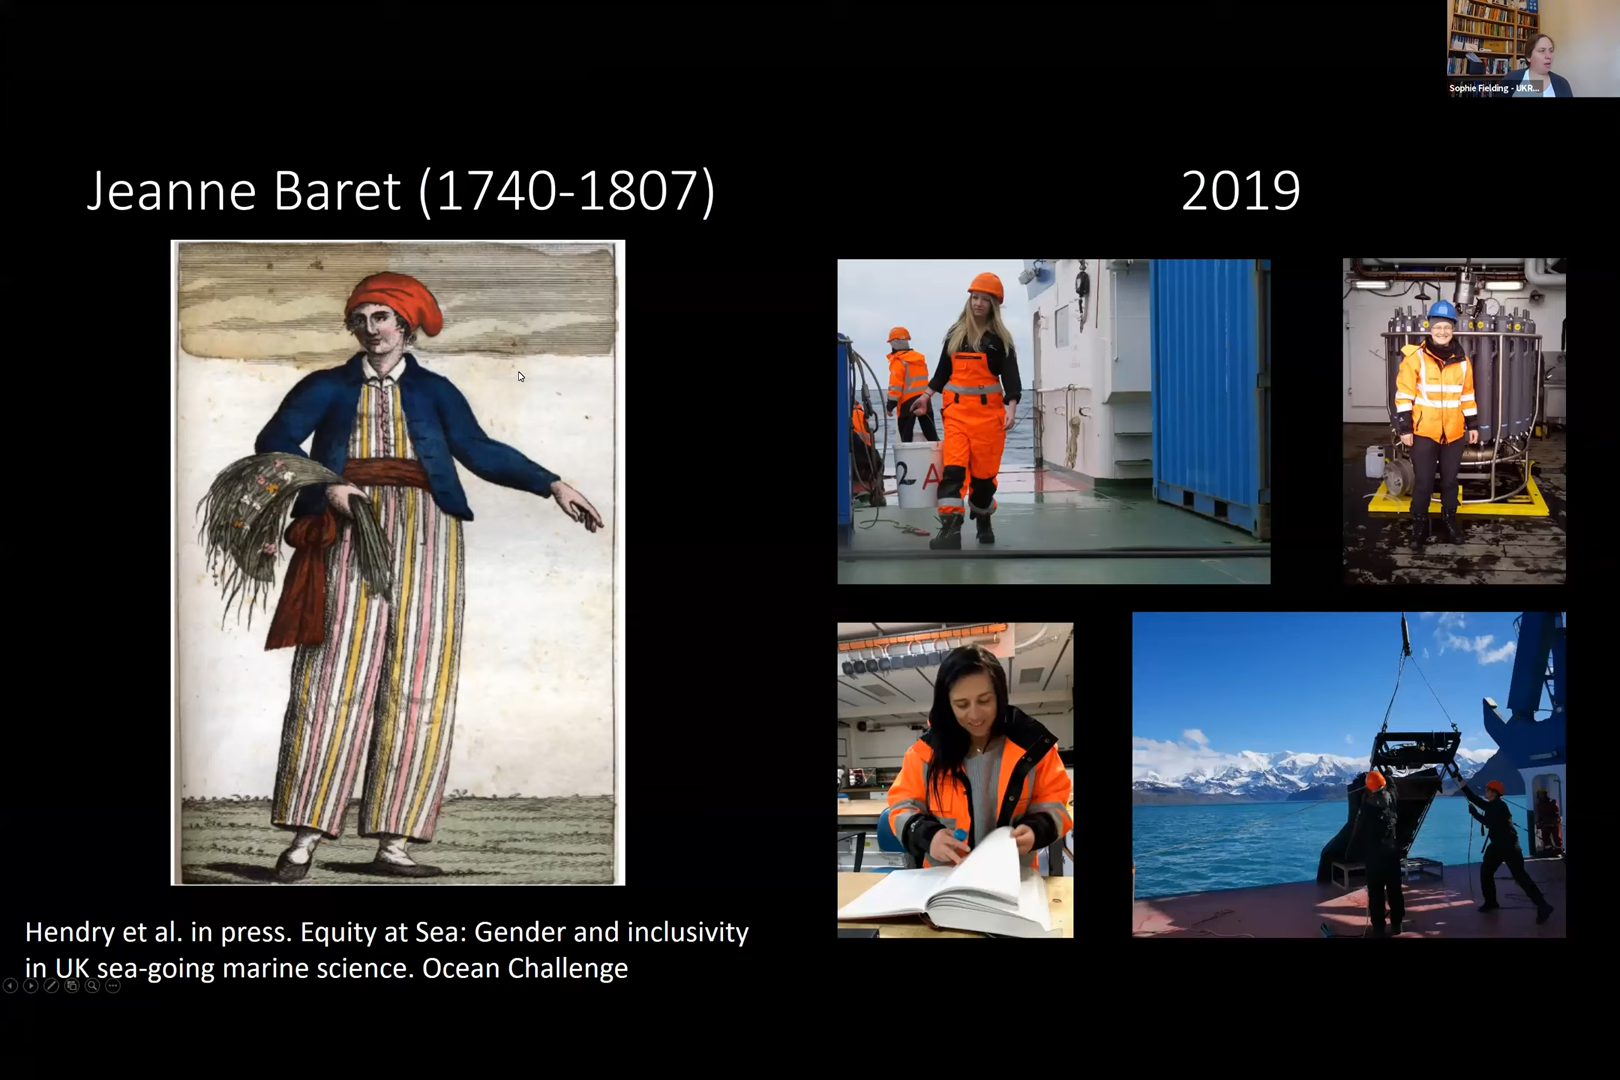 Sophie Fielding - UKR...
Jeanne Baret (1740-1807)
2019
2 A
Hendry et al. in press. Equity at Sea: Gender and inclusivity
in UK sea-going marine science. Ocean Challenge